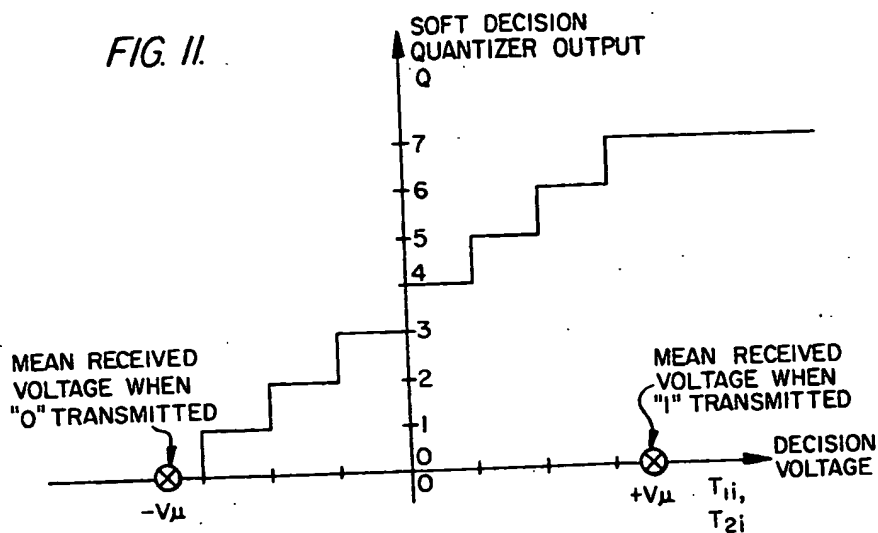 FIG. 11.
SOFT DECISION
QUANTIZER OUTPUT
Q
7
6
5
4
3
2
1
0
0
MEAN RECEIVED
VOLTAGE WHEN
"0" TRANSMITTED
-Vμ
MEAN RECEIVED
VOLTAGE WHEN
"1" TRANSMITTED
+Vμ
DECISION
VOLTAGE
T1i,
T2i